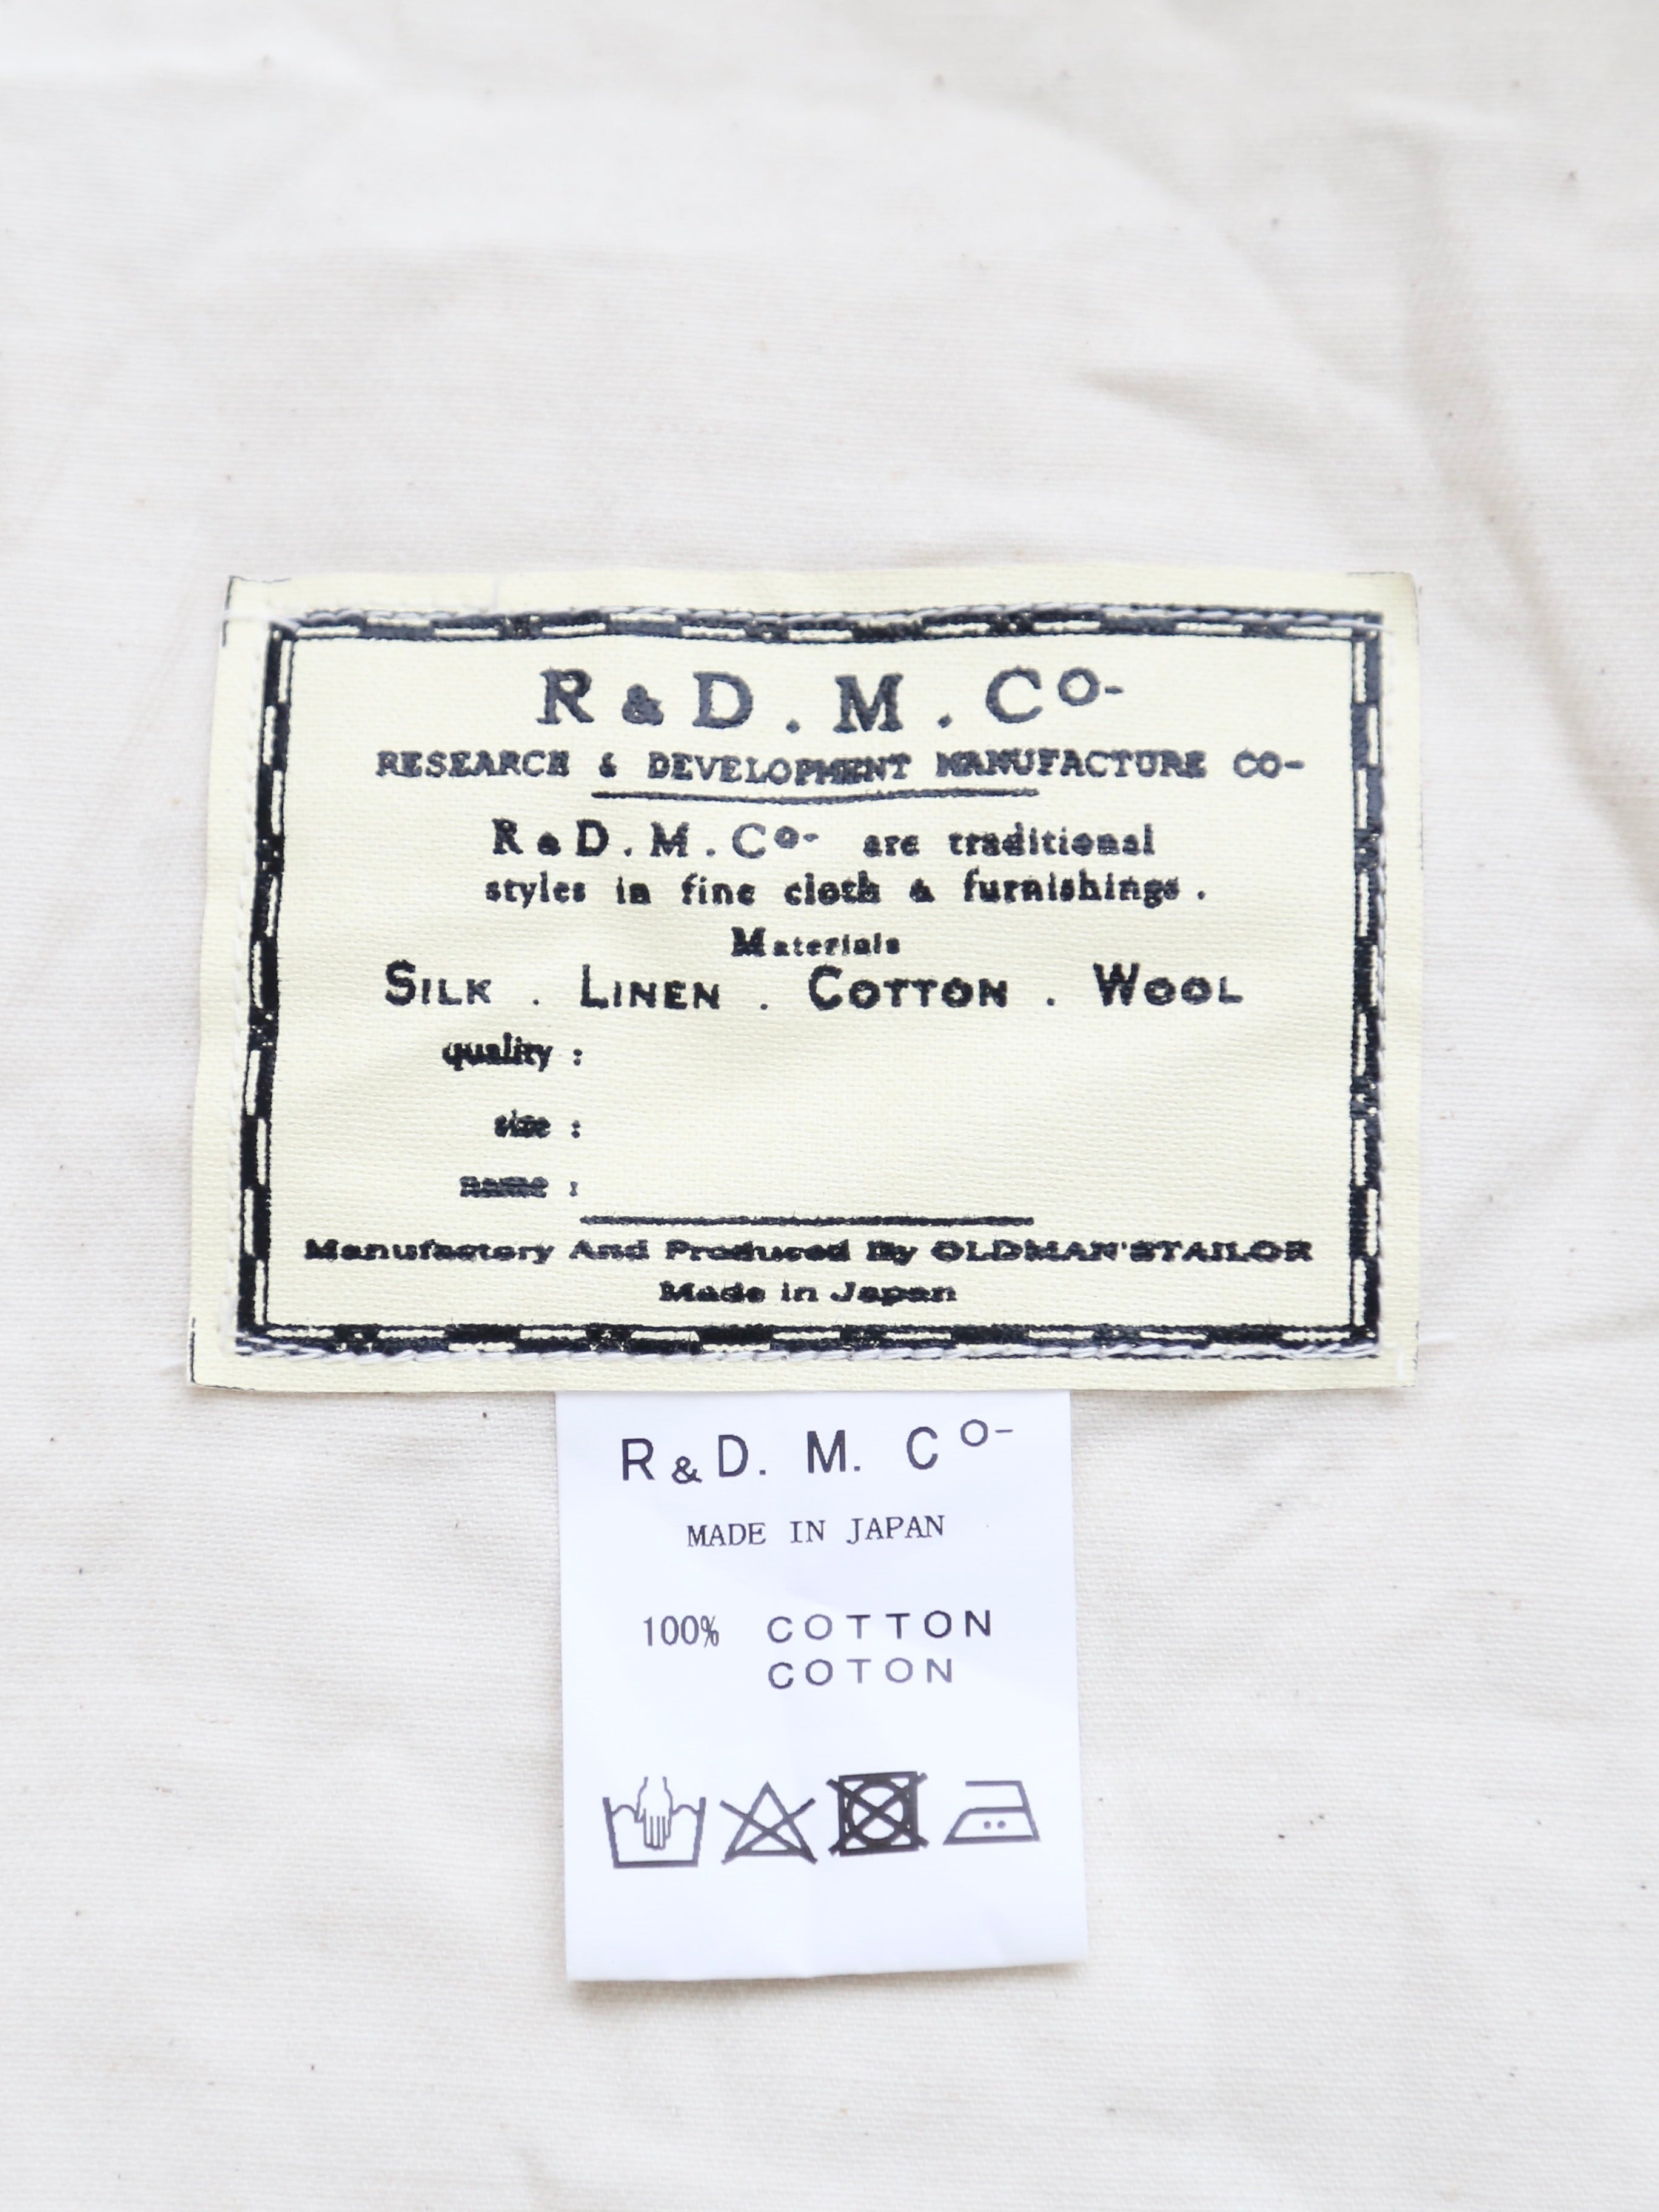 R & D . M . Co-
RESEARCH & DEVELOPMENT MANUFACTURE CO-
R & D . M . Co- are traditional
styles in fine cloth & furnishings .
Materials
SILK . LINEN . COTTON . WOOL
quality :
size :
name :
Manufactory And Produced By OLDMAN'STAILOR
Made in Japan
R & D. M. CO-
MADE IN JAPAN
100% COTTON
COTON